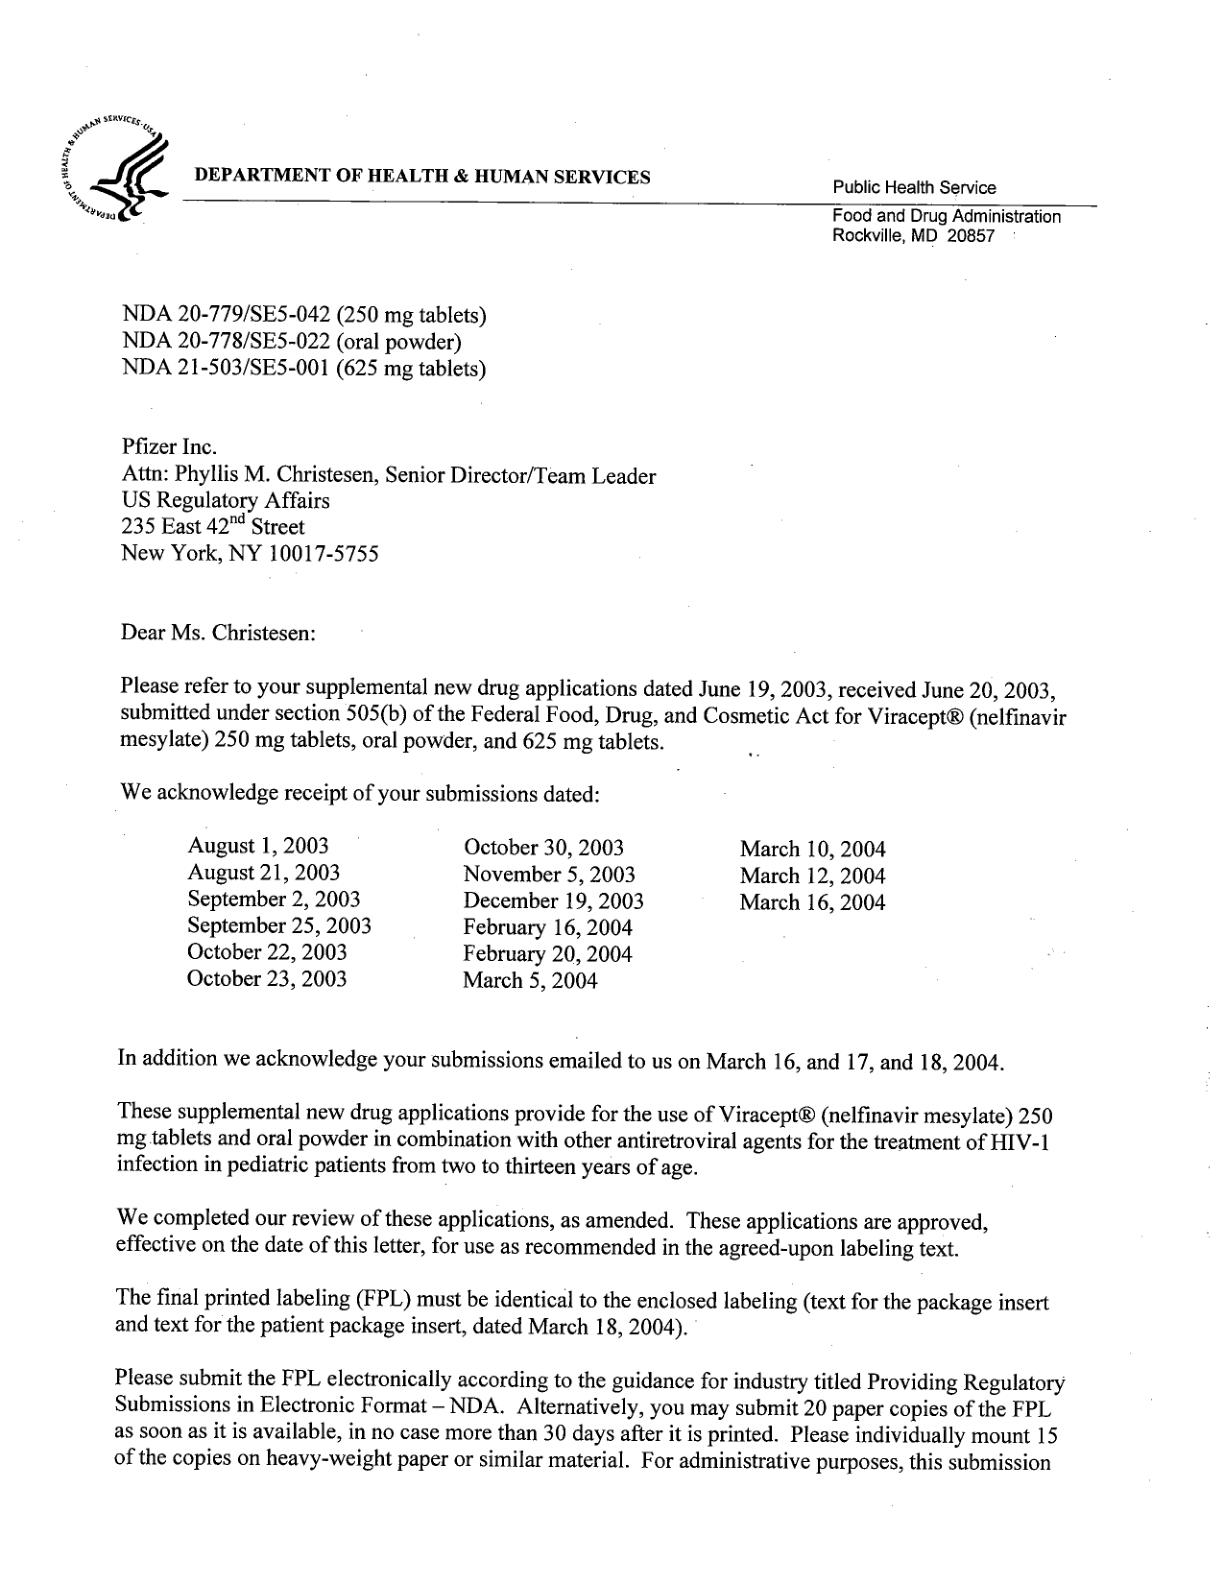 DEPARTMENT OF HEALTH & HUMAN SERVICES·USA
DEPARTMENT OF HEALTH & HUMAN SERVICES
Public Health Service
Food and Drug Administration
Rockville, MD 20857
NDA 20-779/SE5-042 (250 mg tablets)
NDA 20-778/SE5-022 (oral powder)
NDA 21-503/SE5-001 (625 mg tablets)
Pfizer Inc.
Attn: Phyllis M. Christesen, Senior Director/Team Leader
US Regulatory Affairs
235 East 42nd Street
New York, NY 10017-5755
Dear Ms. Christesen:
Please refer to your supplemental new drug applications dated June 19, 2003, received June 20, 2003,
submitted under section 505(b) of the Federal Food, Drug, and Cosmetic Act for Viracept® (nelfinavir
mesylate) 250 mg tablets, oral powder, and 625 mg tablets.
We acknowledge receipt of your submissions dated:
August 1, 2003
August 21, 2003
September 2, 2003
September 25, 2003
October 22, 2003
October 23, 2003
October 30, 2003
November 5, 2003
December 19, 2003
February 16, 2004
February 20, 2004
March 5, 2004
March 10, 2004
March 12, 2004
March 16, 2004
In addition we acknowledge your submissions emailed to us on March 16, and 17, and 18, 2004.
These supplemental new drug applications provide for the use of Viracept® (nelfinavir mesylate) 250
mg tablets and oral powder in combination with other antiretroviral agents for the treatment of HIV-1
infection in pediatric patients from two to thirteen years of age.
We completed our review of these applications, as amended. These applications are approved,
effective on the date of this letter, for use as recommended in the agreed-upon labeling text.
The final printed labeling (FPL) must be identical to the enclosed labeling (text for the package insert
and text for the patient package insert, dated March 18, 2004).
Please submit the FPL electronically according to the guidance for industry titled Providing Regulatory
Submissions in Electronic Format – NDA. Alternatively, you may submit 20 paper copies of the FPL
as soon as it is available, in no case more than 30 days after it is printed. Please individually mount 15
of the copies on heavy-weight paper or similar material. For administrative purposes, this submission